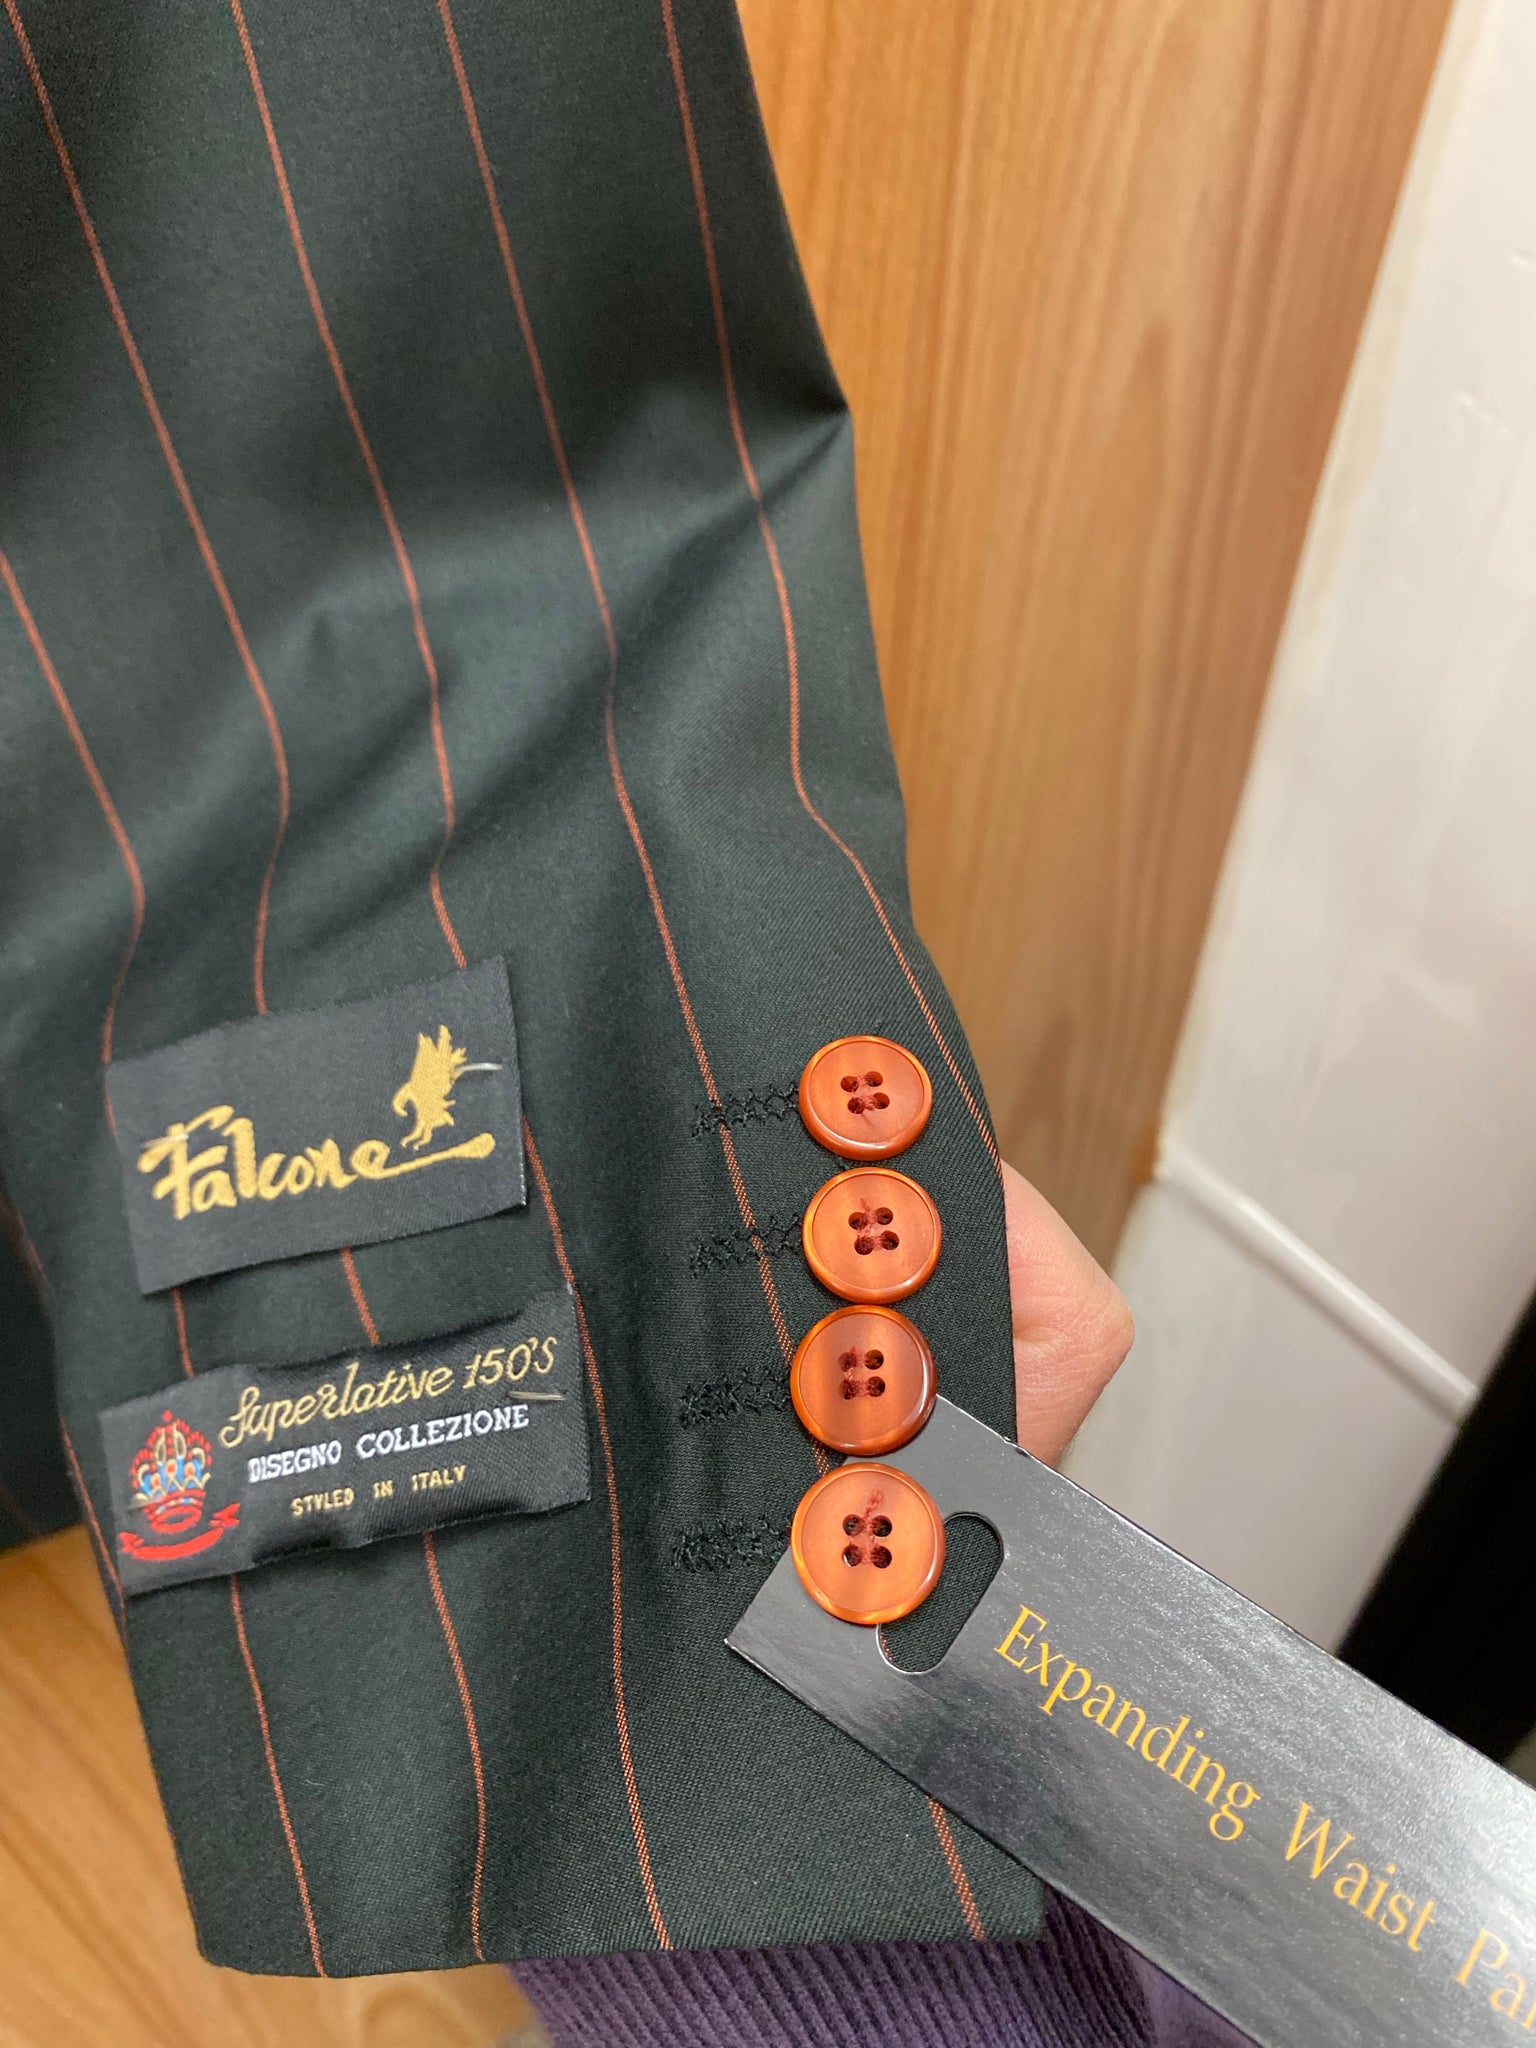 Falcone
Superlative 150'S
DISEGNO COLLEZIONE
STYLED IN ITALY
Expanding Waist